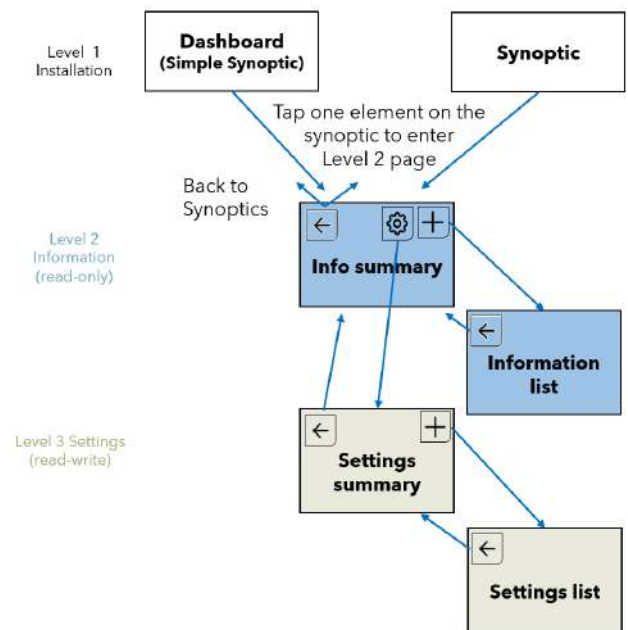 Level 1
Installation
Dashboard
(Simple Synoptic)
Synoptic
Tap one element on the
synoptic to enter
Level 2 page
Back to
Synoptics
Level 2
Information
(read-only)
Info summary
Information
list
Level 3 Settings
(read-write)
Settings
summary
Settings list